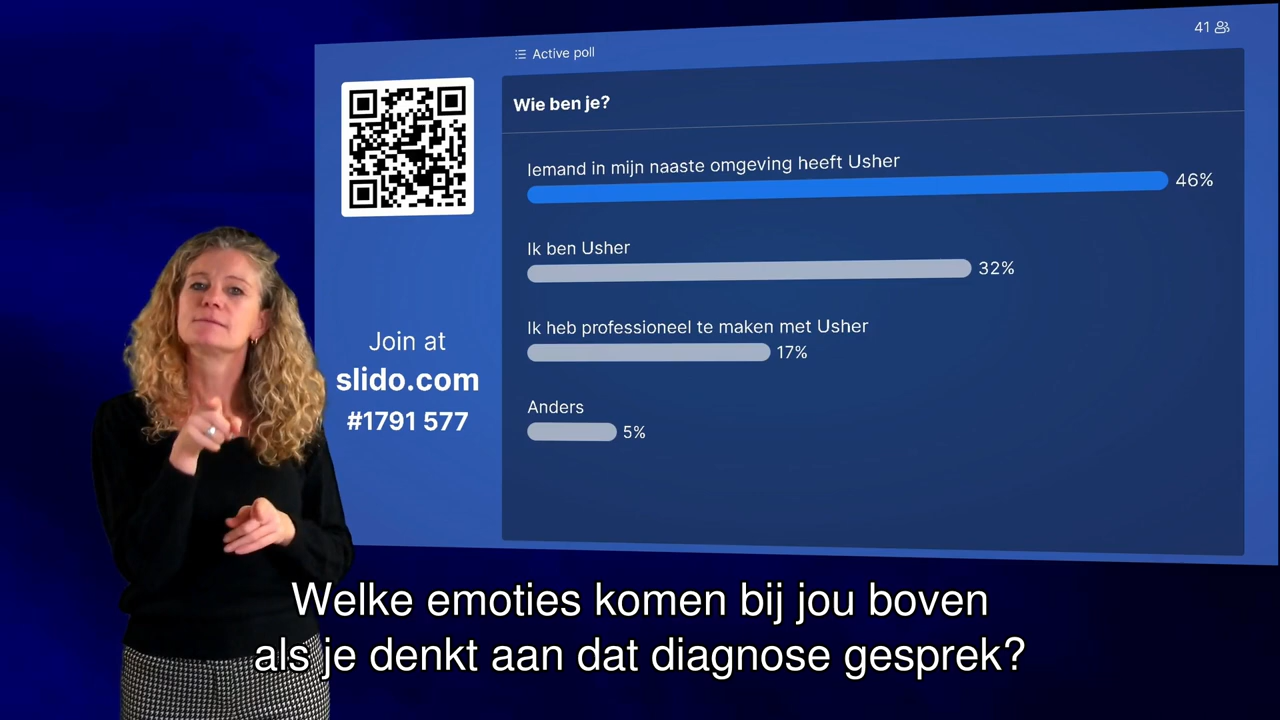 41
Active poll
Wie ben je?
Iemand in mijn naaste omgeving heeft Usher
46%
Ik ben Usher
32%
Ik heb professioneel te maken met Usher
17%
Anders
5%
Join at
slido.com
#1791 577
Welke emoties komen bij jou boven
als je denkt aan dat diagnose gesprek?